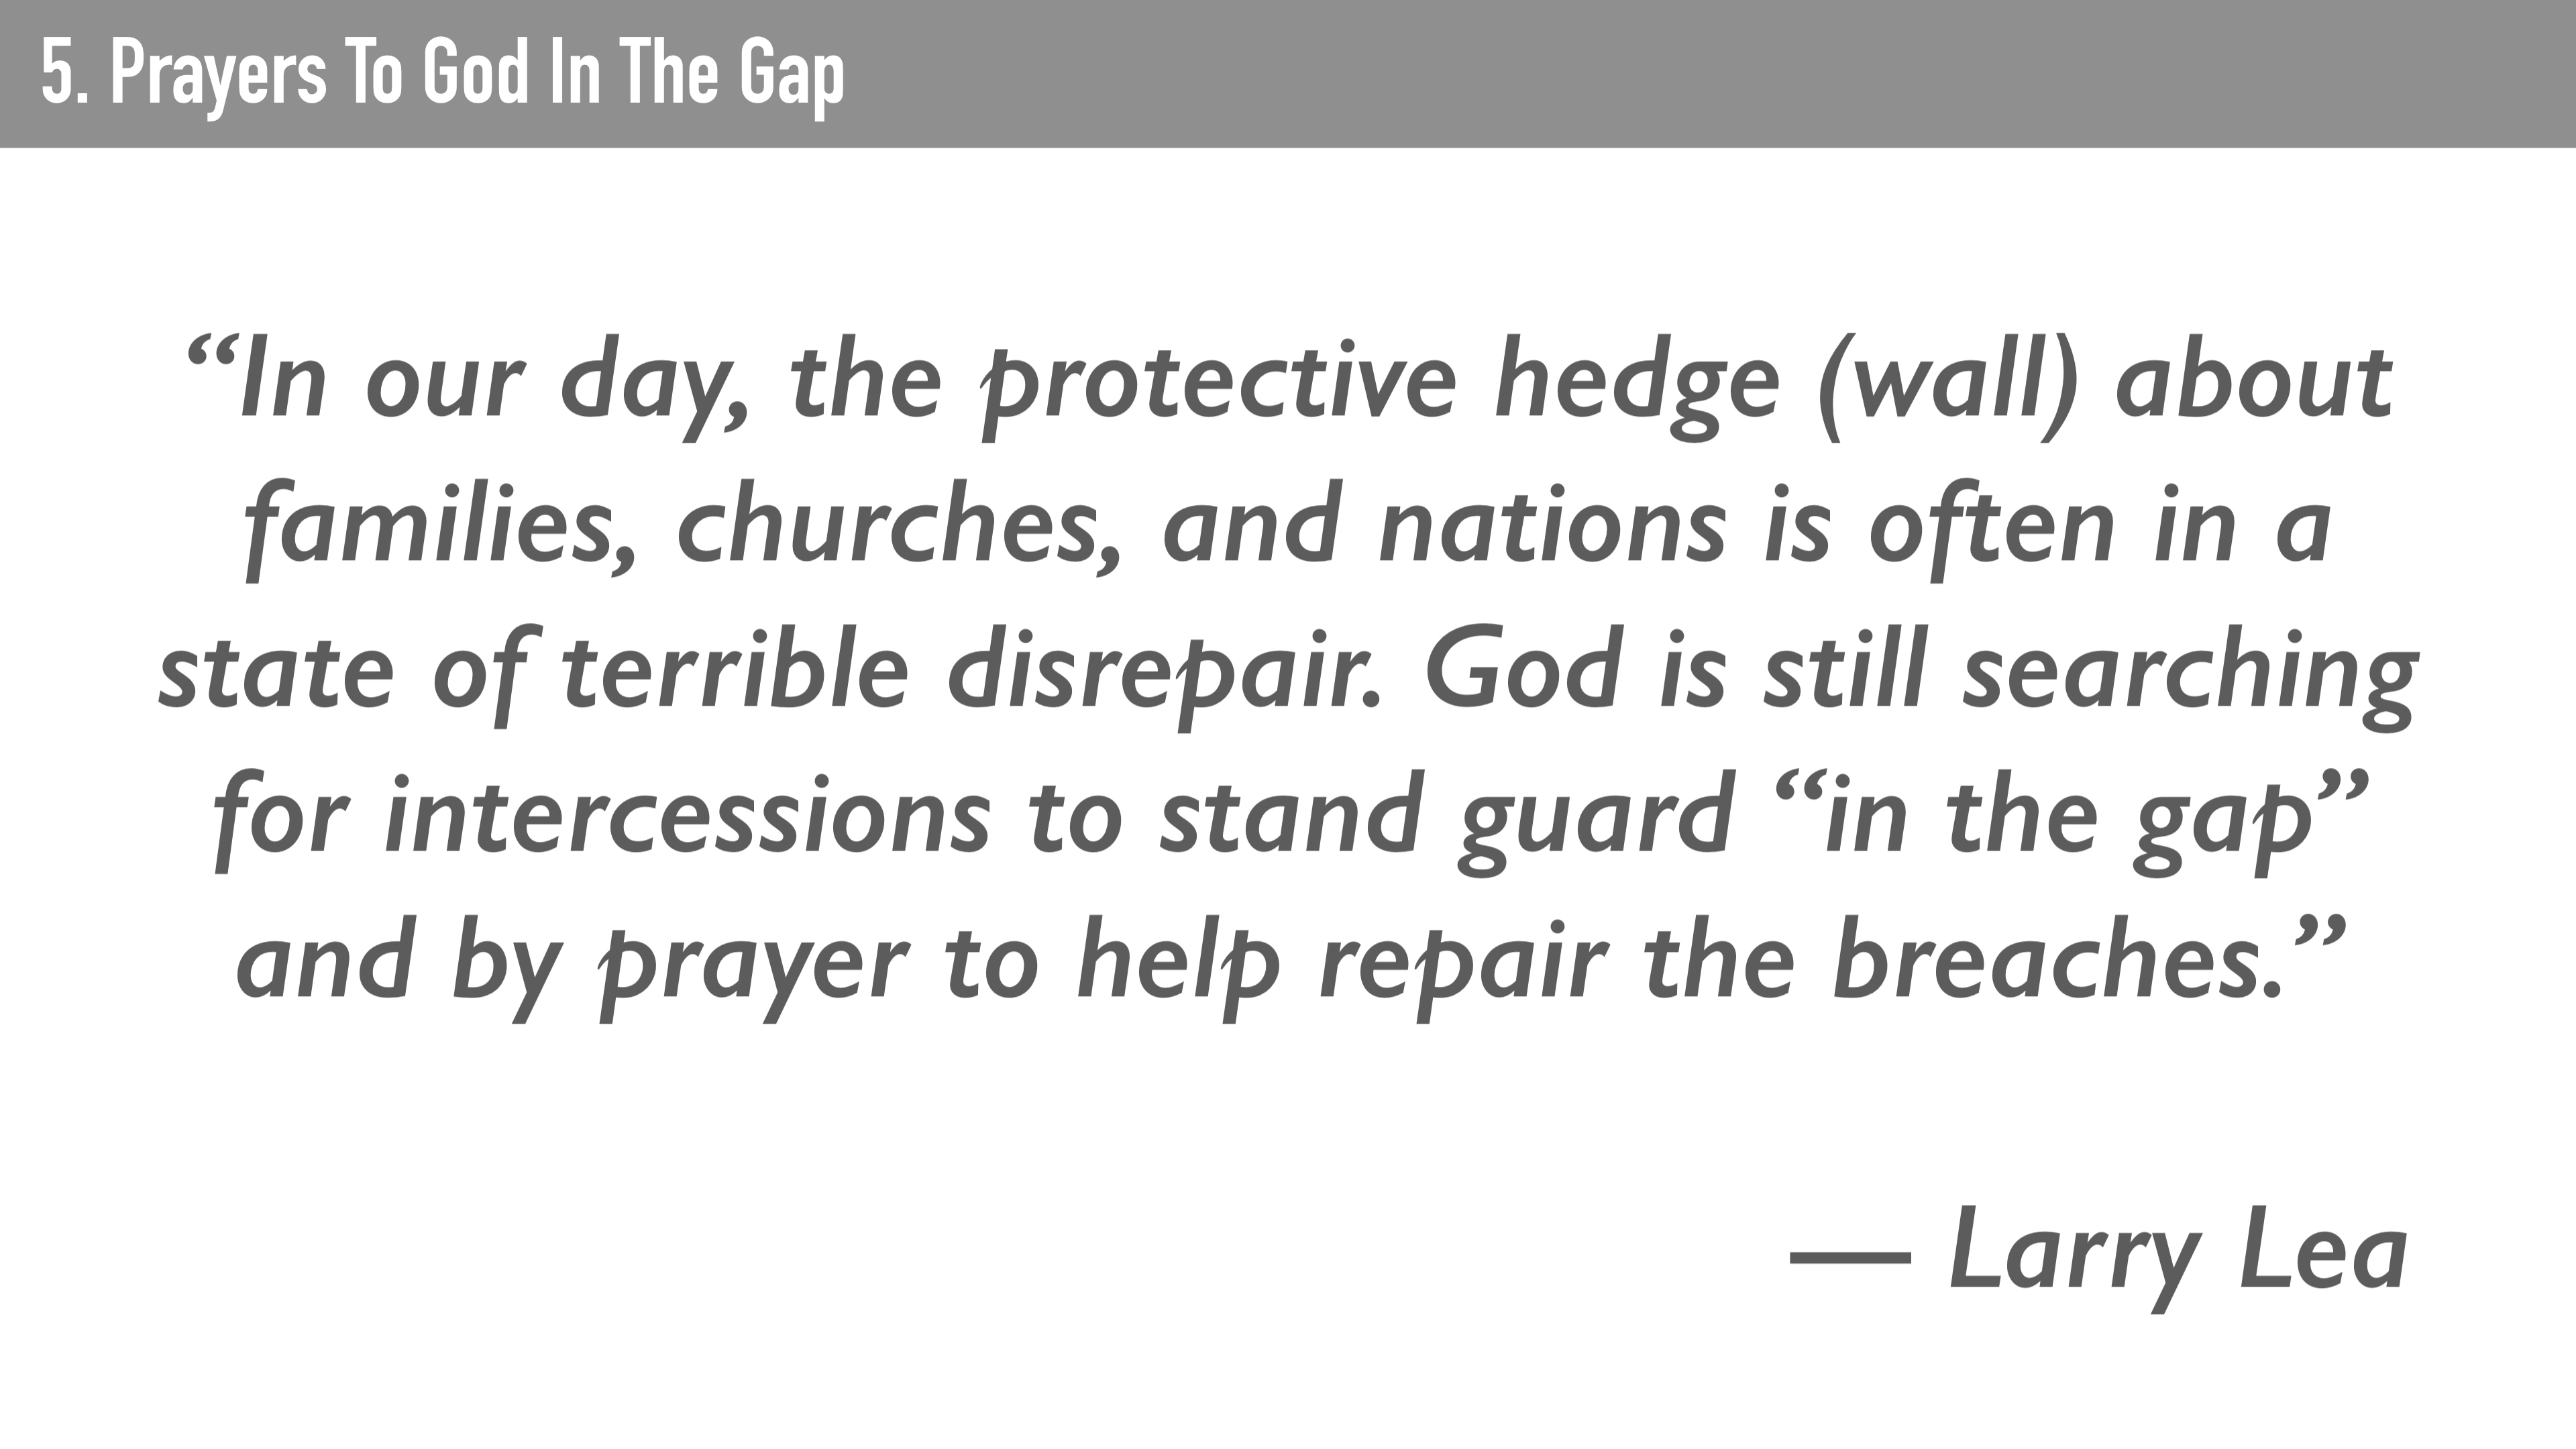 5. Prayers To God In The Gap
“In our day, the protective hedge (wall) about
families, churches, and nations is often in a
state of terrible disrepair. God is still searching
for intercessions to stand guard “in the gap”
and by prayer to help repair the breaches.”
— Larry Lea